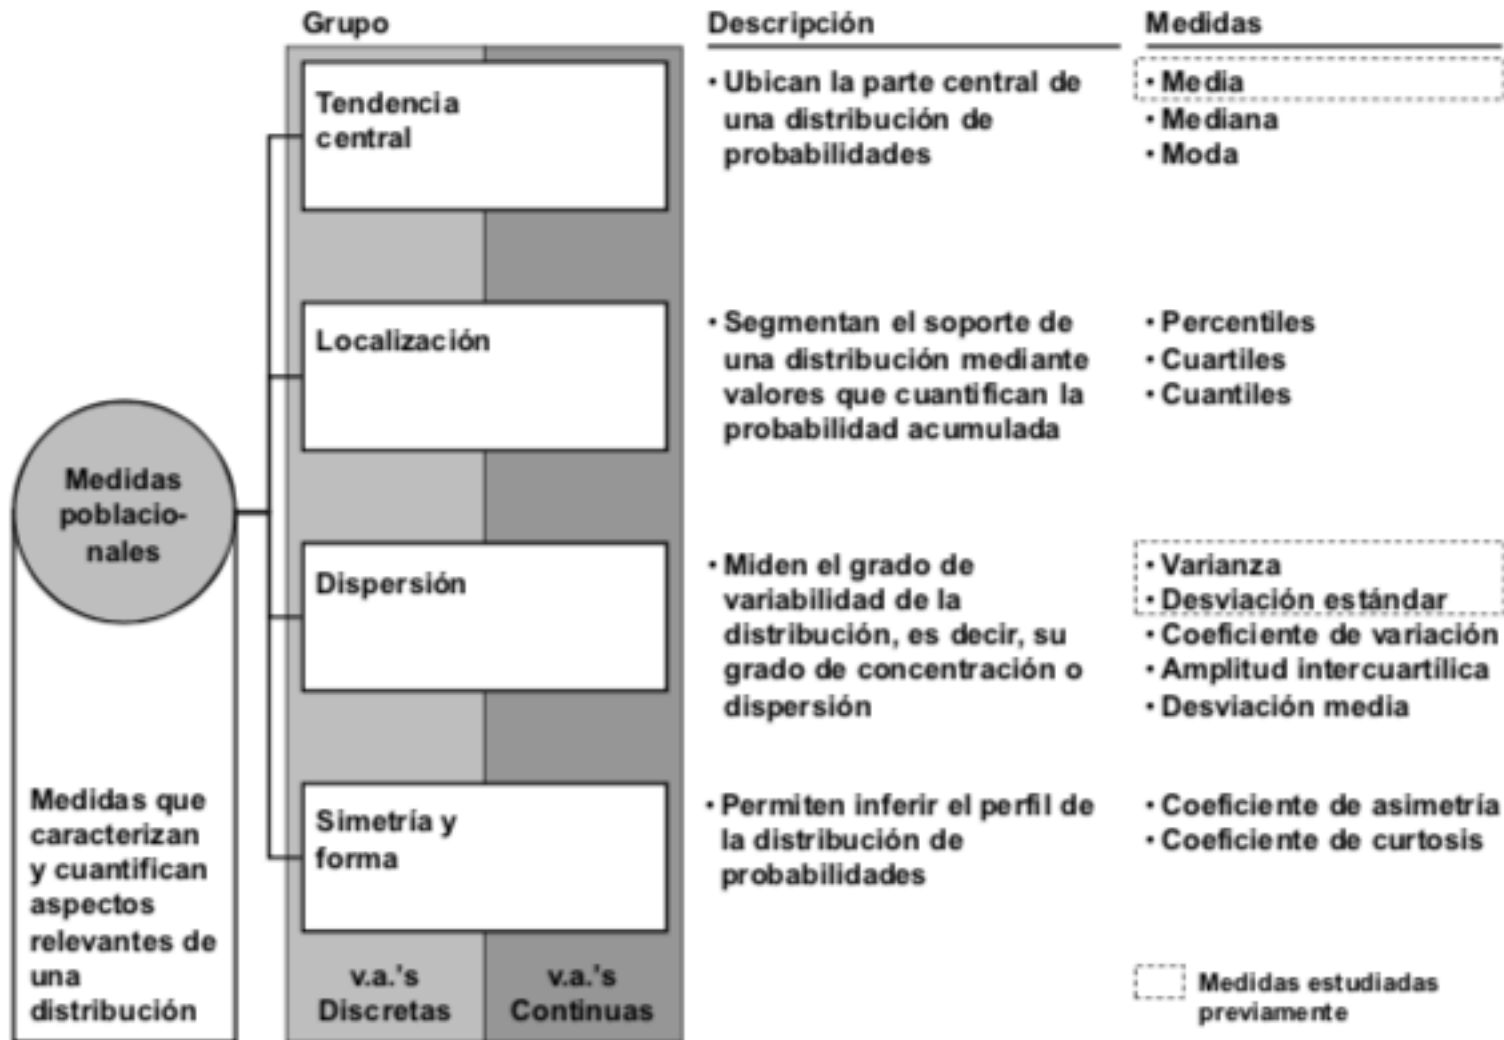 Grupo
Descripción
Medidas
Tendencia
central
• Ubican la parte central de
una distribución de
probabilidades
• Media
• Mediana
• Moda
Localización
• Segmentan el soporte de
una distribución mediante
valores que cuantifican la
probabilidad acumulada
• Percentiles
• Cuartiles
• Cuantiles
Medidas
poblacio-
nales
Dispersión
• Miden el grado de
variabilidad de la
distribución, es decir, su
grado de concentración o
dispersión
• Varianza
• Desviación estándar
• Coeficiente de variación
• Amplitud intercuartílica
• Desviación media
Medidas que
caracterizan
y cuantifican
aspectos
relevantes de
una
distribución
Simetría y
forma
• Permiten inferir el perfil de
la distribución de
probabilidades
• Coeficiente de asimetría
• Coeficiente de curtosis
v.a.'s
Discretas
v.a.'s
Continuas
Medidas estudiadas
previamente